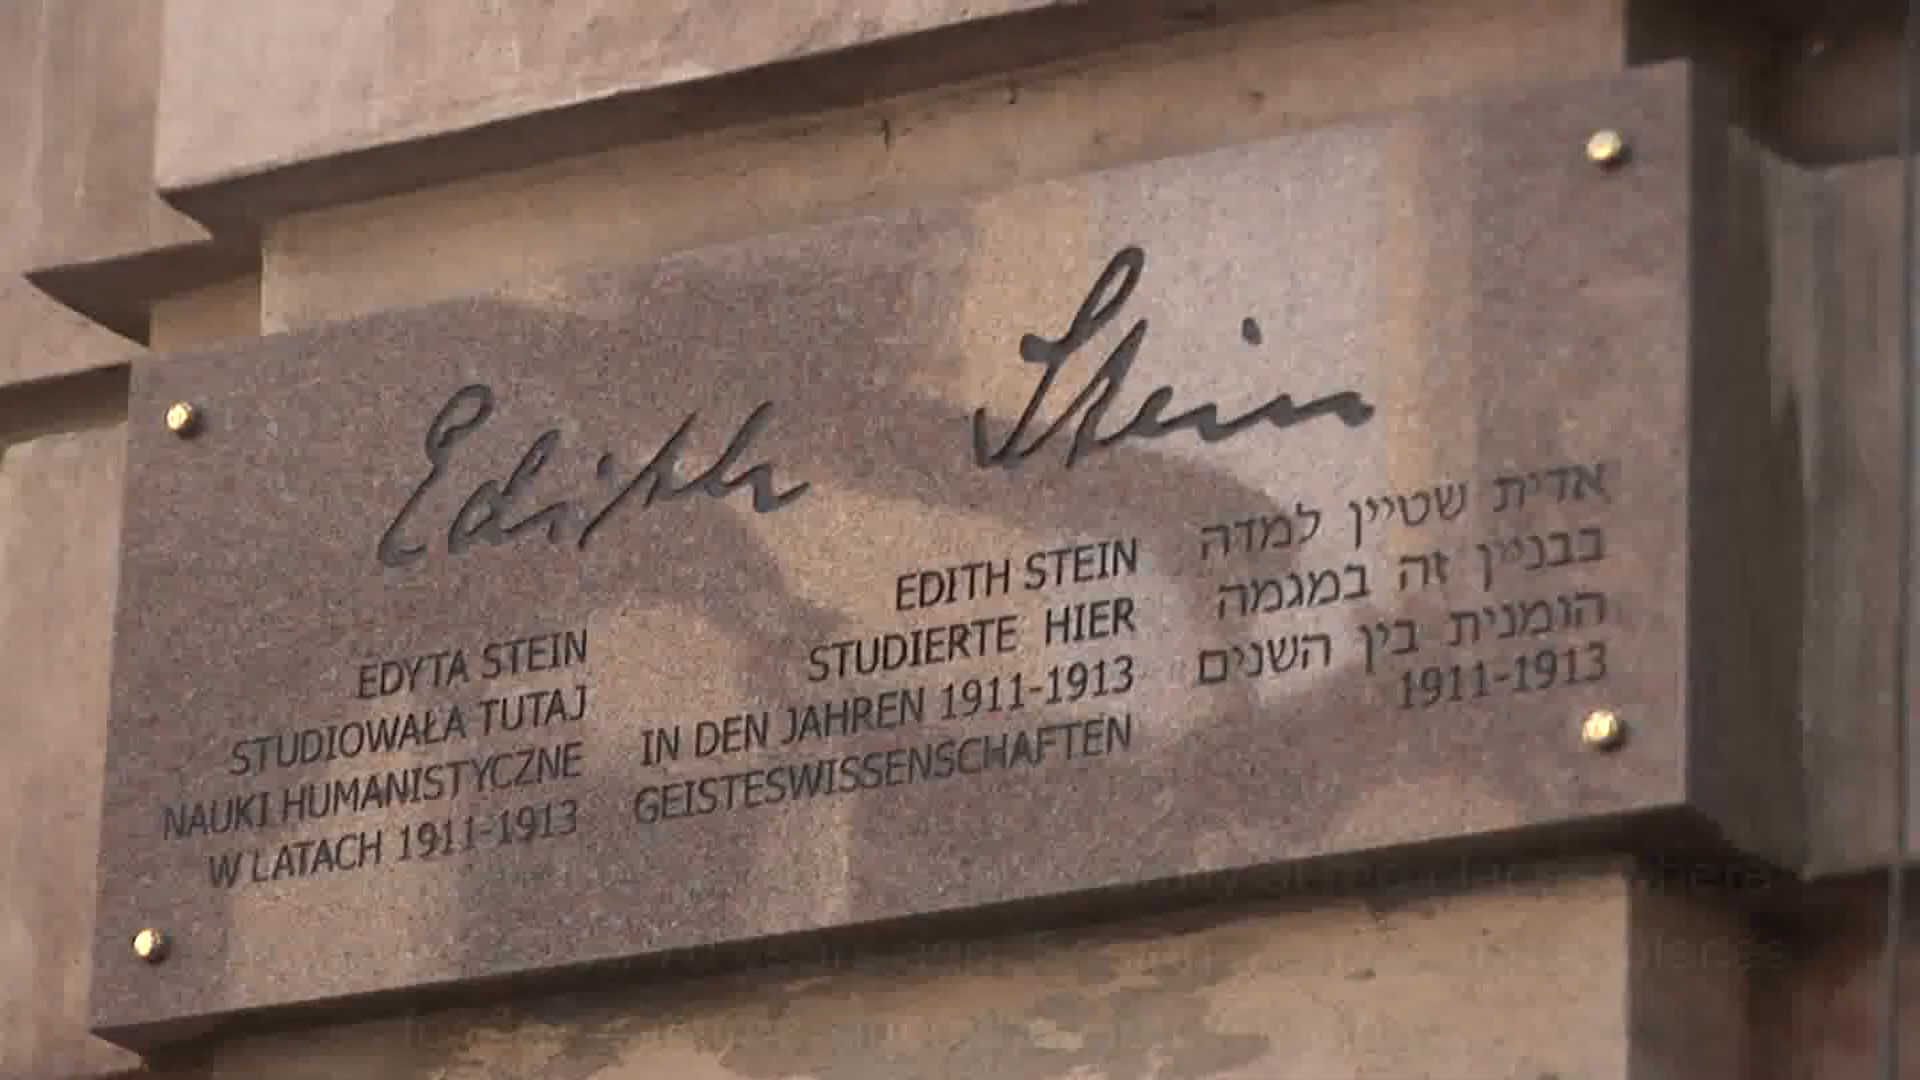 Edith Stein
EDYTA STEIN
STUDIOWAŁA TUTAJ
NAUKI HUMANISTYCZNE
W LATACH 1911-1913
EDITH STEIN
STUDIERTE HIER
IN DEN JAHREN 1911-1913
GEISTESWISSENSCHAFTEN
אדית שטיין למדה
בבניין זה במגמה
הומנית בין השנים
1911-1913